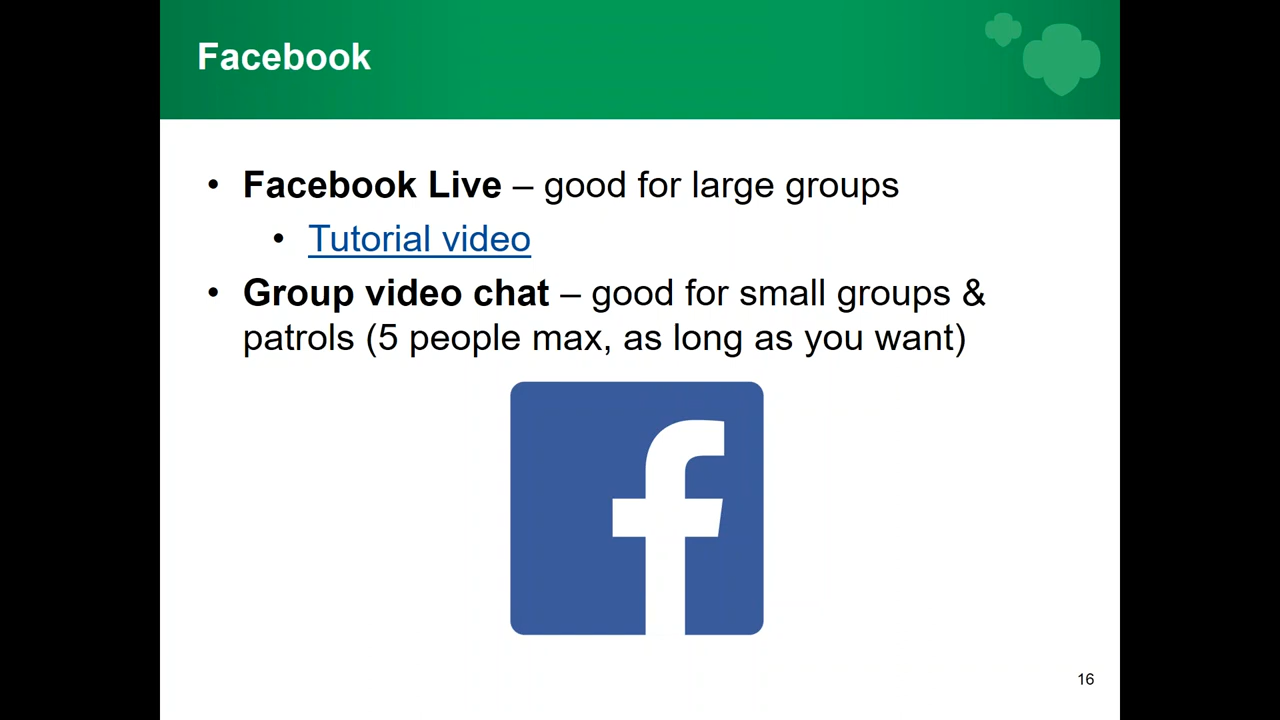 Facebook
• Facebook Live – good for large groups
• Tutorial video
• Group video chat – good for small groups &
patrols (5 people max, as long as you want)
f
16